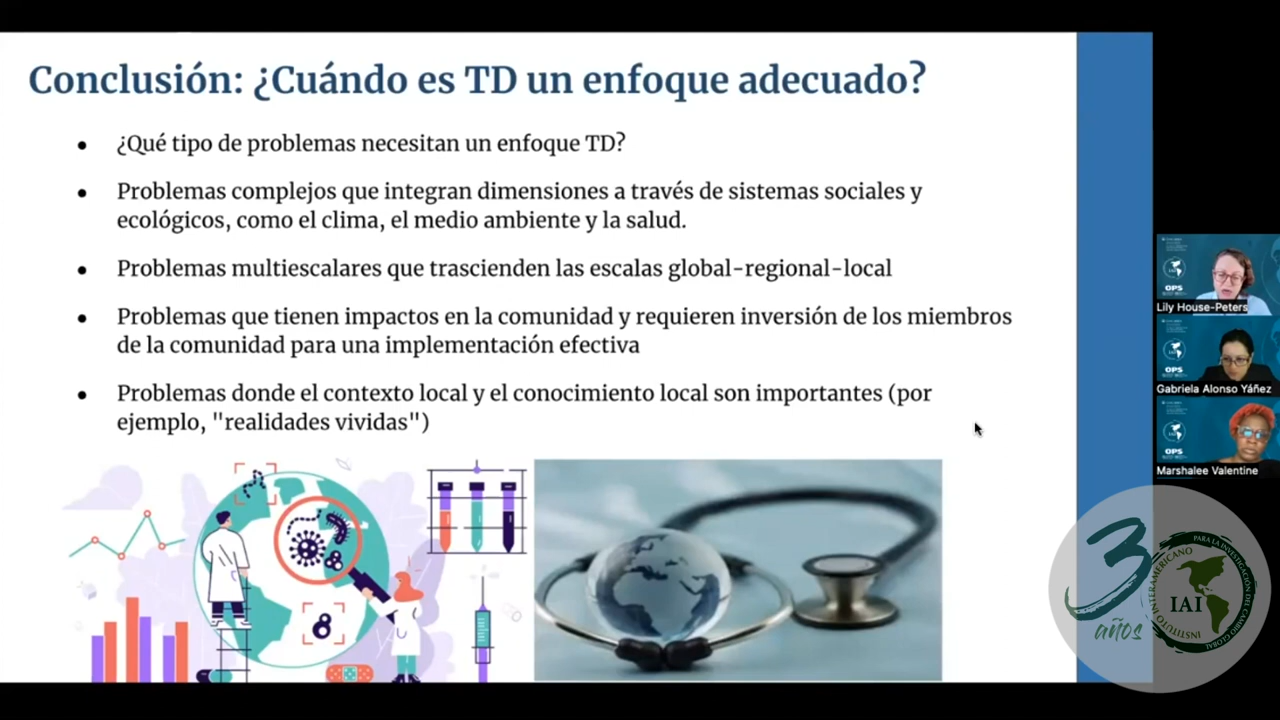 Conclusión: ¿Cuándo es TD un enfoque adecuado?
¿Qué tipo de problemas necesitan un enfoque TD?
Problemas complejos que integran dimensiones a través de sistemas sociales y
ecológicos, como el clima, el medio ambiente y la salud.
Problemas multiescalares que trascienden las escalas global-regional-local
Problemas que tienen impactos en la comunidad y requieren inversión de los miembros
de la comunidad para una implementación efectiva
Problemas donde el contexto local y el conocimiento local son importantes (por
ejemplo, "realidades vividas")
OPS
Lily House-Peters
OPS
Gabriela Alonso Yáñez
OPS
Marshalee Valentine
30 años
INSTITUTO INTERAMERICANO PARA LA INVESTIGACIÓN DEL CAMBIO GLOBAL
IAI